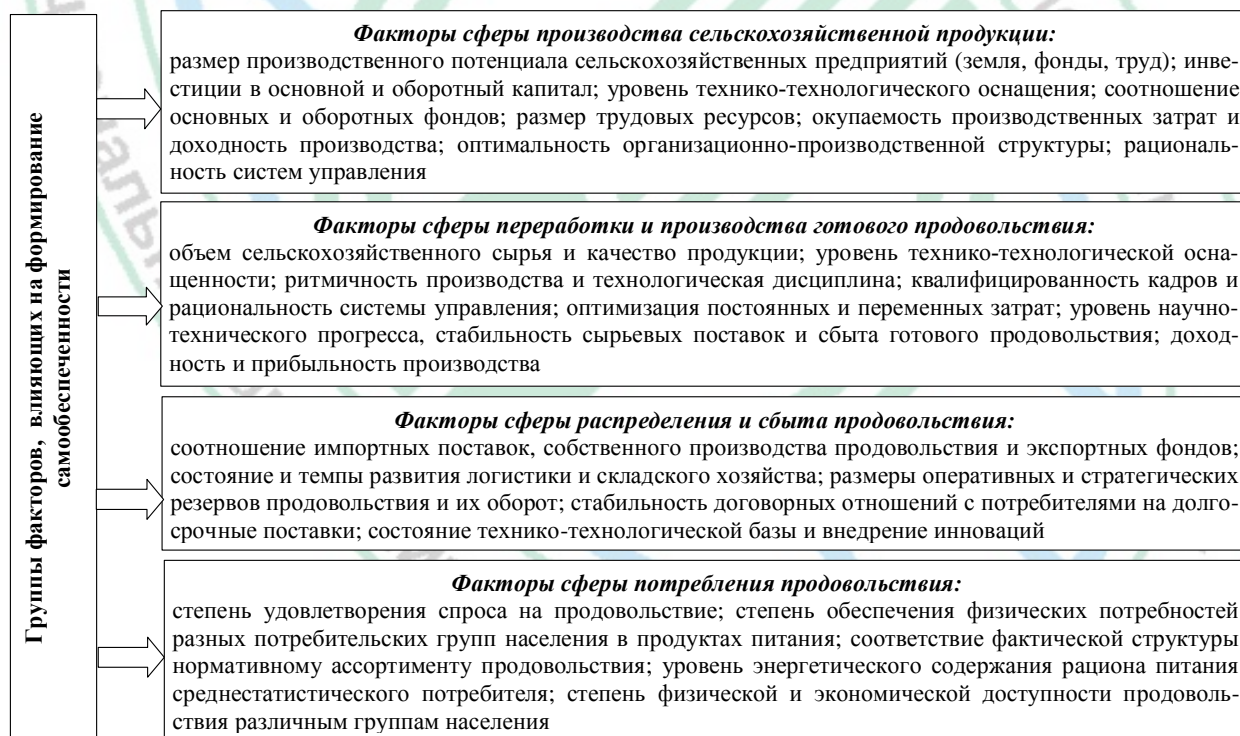 Группы факторов, влияющих на формирование
самообеспеченности
Факторы сферы производства сельскохозяйственной продукции:
размер производственного потенциала сельскохозяйственных предприятий (земля, фонды, труд); инве-
стиции в основной и оборотный капитал; уровень технико-технологического оснащения; соотношение
основных и оборотных фондов; размер трудовых ресурсов; окупаемость производственных затрат и
доходность производства; оптимальность организационно-производственной структуры; рациональ-
ность систем управления
Факторы сферы переработки и производства готового продовольствия:
объем сельскохозяйственного сырья и качество продукции; уровень технико-технологической осна-
щенности; ритмичность производства и технологическая дисциплина; квалифицированность кадров и
рациональность системы управления; оптимизация постоянных и переменных затрат; уровень научно-
технического прогресса, стабильность сырьевых поставок и сбыта готового продовольствия; доход-
ность и прибыльность производства
Факторы сферы распределения и сбыта продовольствия:
соотношение импортных поставок, собственного производства продовольствия и экспортных фондов;
состояние и темпы развития логистики и складского хозяйства; размеры оперативных и стратегических
резервов продовольствия и их оборот; стабильность договорных отношений с потребителями на долго-
срочные поставки; состояние технико-технологической базы и внедрение инноваций
Факторы сферы потребления продовольствия:
степень удовлетворения спроса на продовольствие; степень обеспечения физических потребностей
разных потребительских групп населения в продуктах питания; соответствие фактической структуры
нормативному ассортименту продовольствия; уровень энергетического содержания рациона питания
среднестатистического потребителя; степень физической и экономической доступности продоволь-
ствия различным группам населения